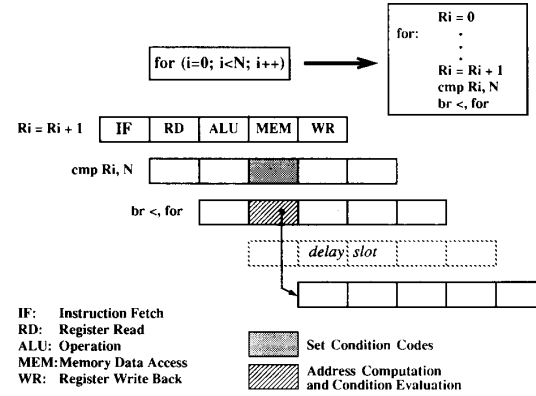 Ri = 0
for:
.
.
.
for (i=0; i<N; i++)
Ri = Ri + 1
cmp Ri, N
br <, for
Ri = Ri + 1 IF RD ALU MEM WR
cmp Ri, N
br <, for
delay slot
IF: Instruction Fetch
RD: Register Read
ALU: Operation
MEM: Memory Data Access
WR: Register Write Back
Set Condition Codes
Address Computation
and Condition Evaluation